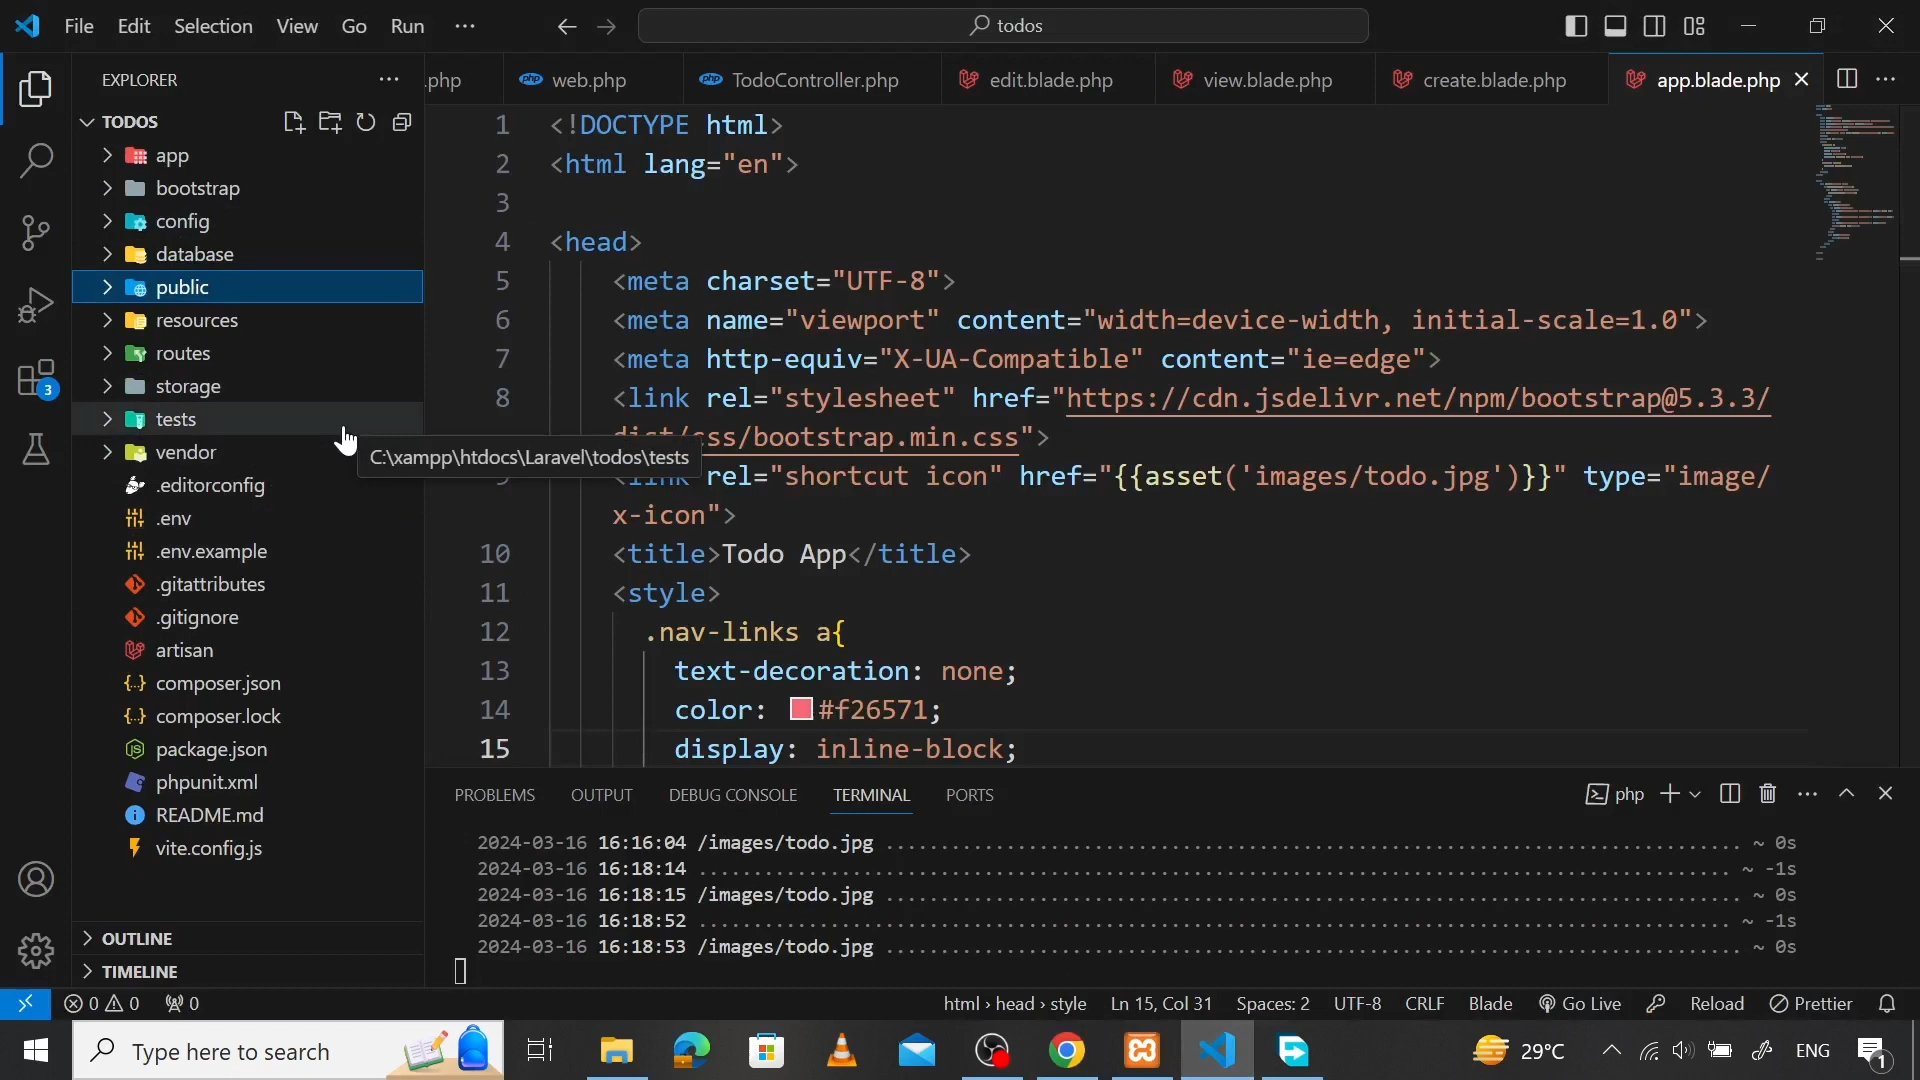 File Edit Selection View Go Run ···
todos
EXPLORER
TODOS
app
bootstrap
config
database
public
resources
routes
storage
tests
vendor
.editorconfig
.env
.env.example
.gitattributes
.gitignore
artisan
composer.json
composer.lock
package.json
phpunit.xml
README.md
vite.config.js
OUTLINE
TIMELINE
3
C:\xampp\htdocs\Laravel\todos\tests
.php
php web.php
php TodoController.php
edit.blade.php
view.blade.php
create.blade.php
app.blade.php
1 <!DOCTYPE html>
2 <html lang="en">
3
4 <head>
5 <meta charset="UTF-8">
6 <meta name="viewport" content="width=device-width, initial-scale=1.0">
7 <meta http-equiv="X-UA-Compatible" content="ie=edge">
8 <link rel="stylesheet" href="https://cdn.jsdelivr.net/npm/bootstrap@5.3.3/
dist/css/bootstrap.min.css">
9 <link rel="shortcut icon" href="{{asset('images/todo.jpg')}}" type="image/
x-icon">
10 <title>Todo App</title>
11 <style>
12 .nav-links a{
13 text-decoration: none;
14 color: #f26571;
15 display: inline-block;
PROBLEMS OUTPUT DEBUG CONSOLE TERMINAL PORTS
php
2024-03-16 16:16:04 /images/todo.jpg ........ ~ 0s
2024-03-16 16:18:14 ........ ~ -1s
2024-03-16 16:18:15 /images/todo.jpg ........ ~ 0s
2024-03-16 16:18:52 ........ ~ -1s
2024-03-16 16:18:53 /images/todo.jpg ........ ~ 0s
0 0 0
html › head › style Ln 15, Col 31 Spaces: 2 UTF-8 CRLF Blade Go Live Reload Prettier
Type here to search
29°C ENG 1